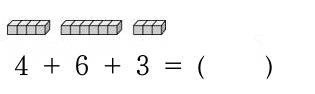 4 + 6 + 3 = (    )